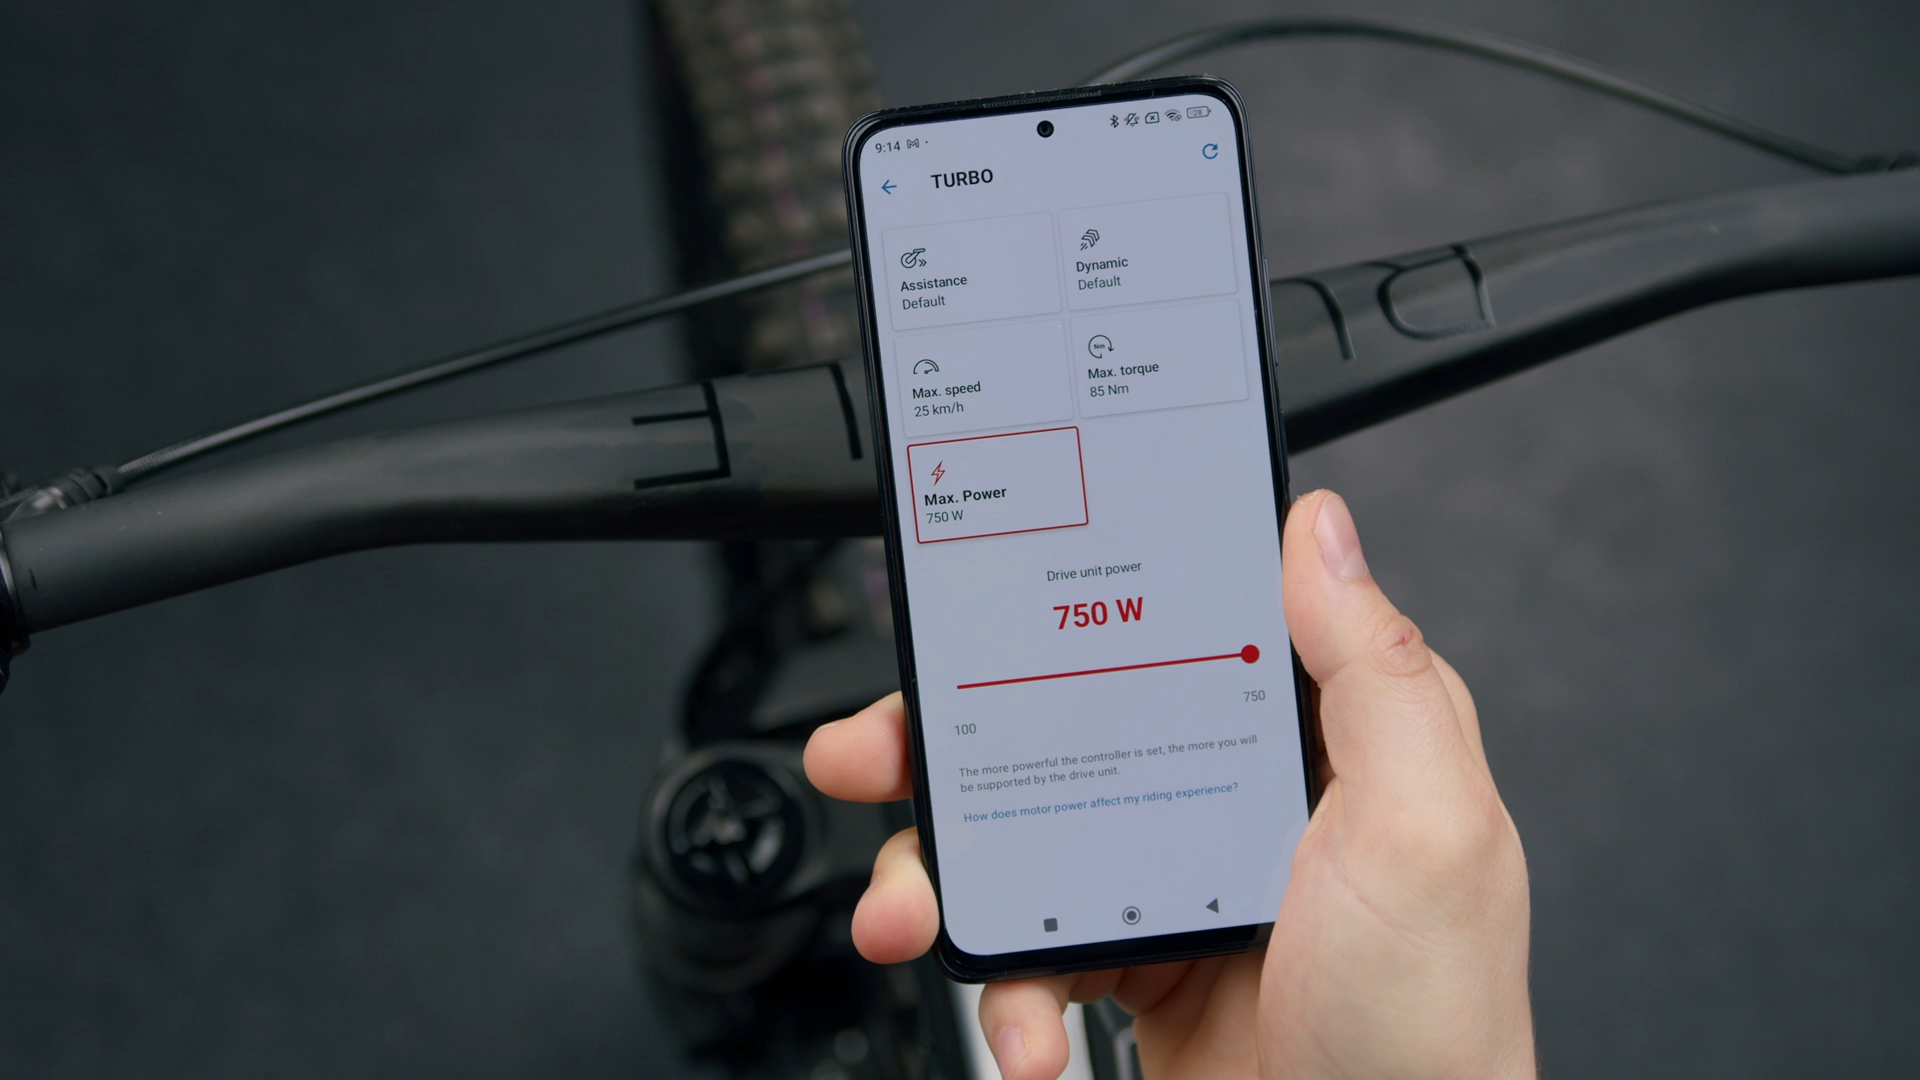 9:14
28
TURBO
Assistance
Default
Dynamic
Default
Max. speed
25 km/h
Nm
Max. torque
85 Nm
Max. Power
750 W
Drive unit power
750 W
100
750
The more powerful the controller is set, the more you will
be supported by the drive unit.
How does motor power affect my riding experience?